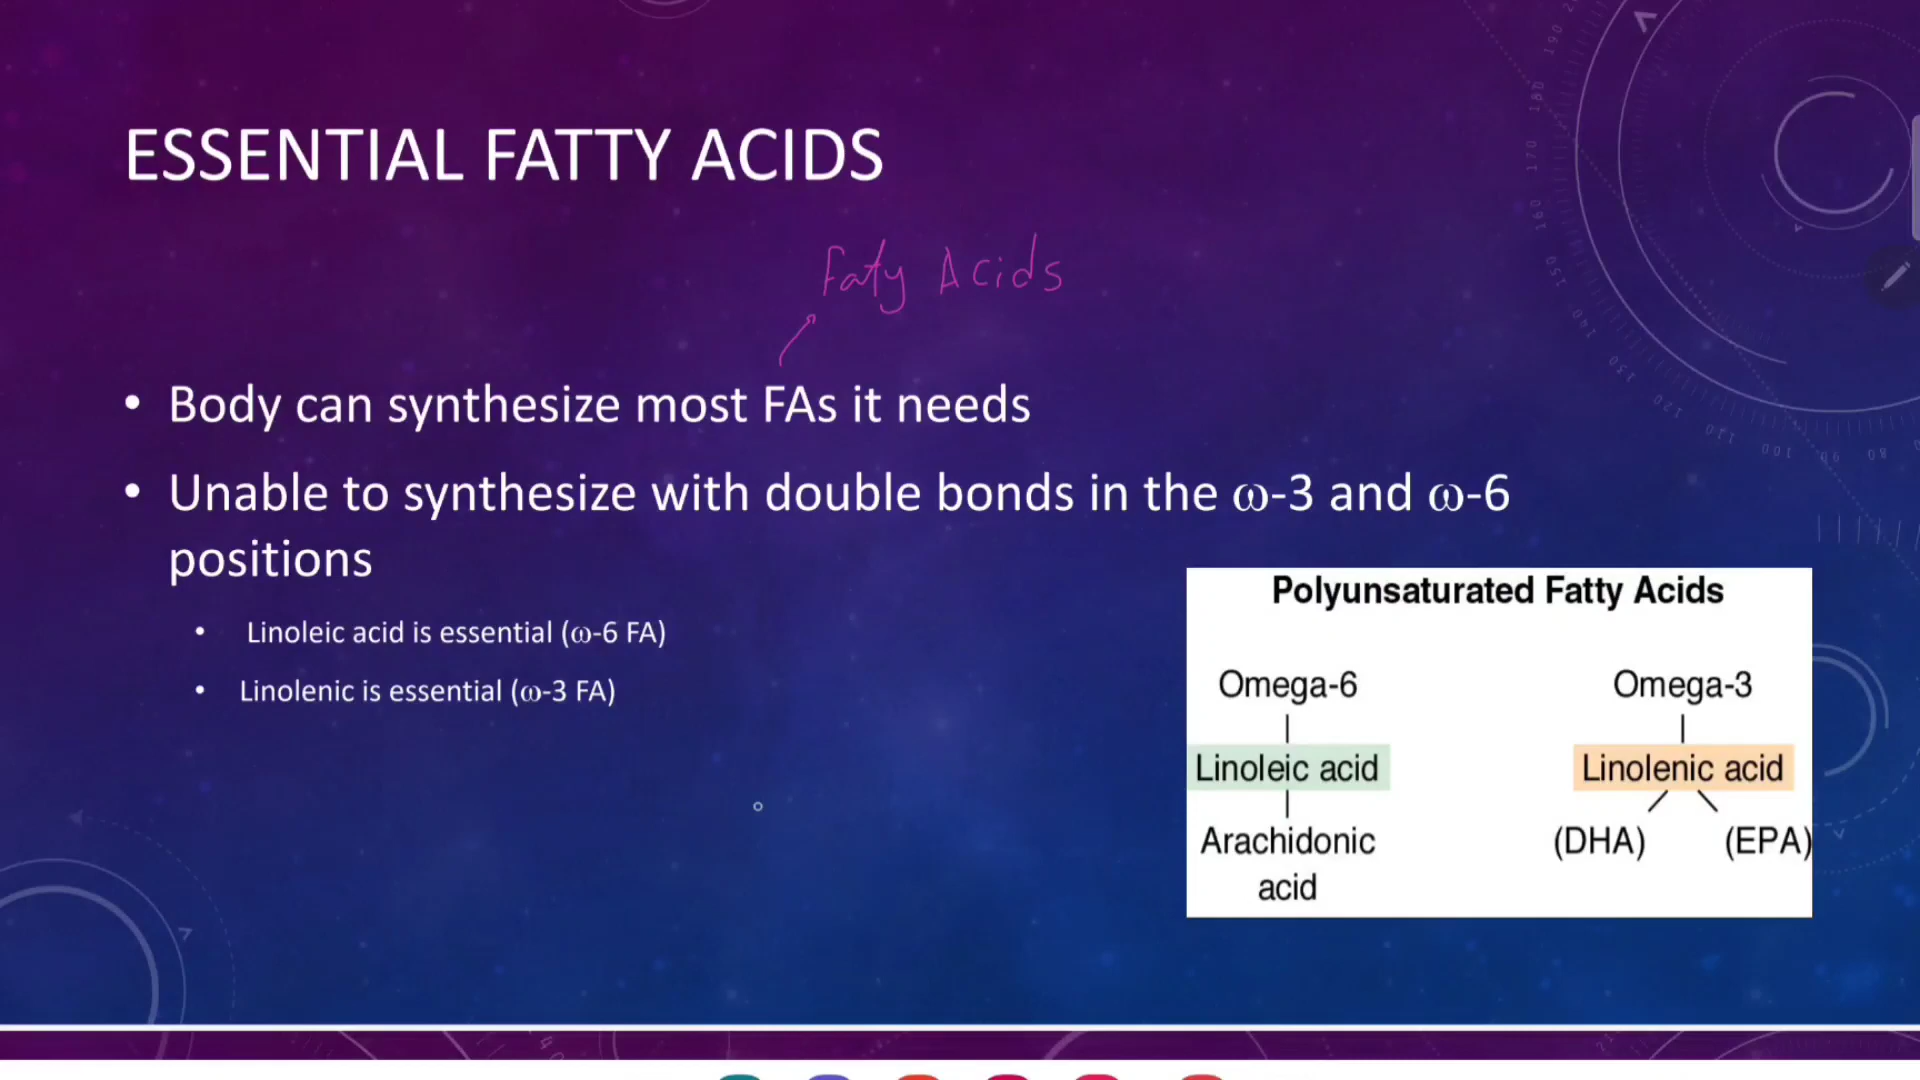 ESSENTIAL FATTY ACIDS
Faty Acids
• Body can synthesize most FAs it needs
• Unable to synthesize with double bonds in the ω-3 and ω-6
positions
• Linoleic acid is essential (ω-6 FA)
• Linolenic is essential (ω-3 FA)
Polyunsaturated Fatty Acids
Omega-6 Omega-3
Linoleic acid Linolenic acid
Arachidonic (DHA) (EPA)
acid